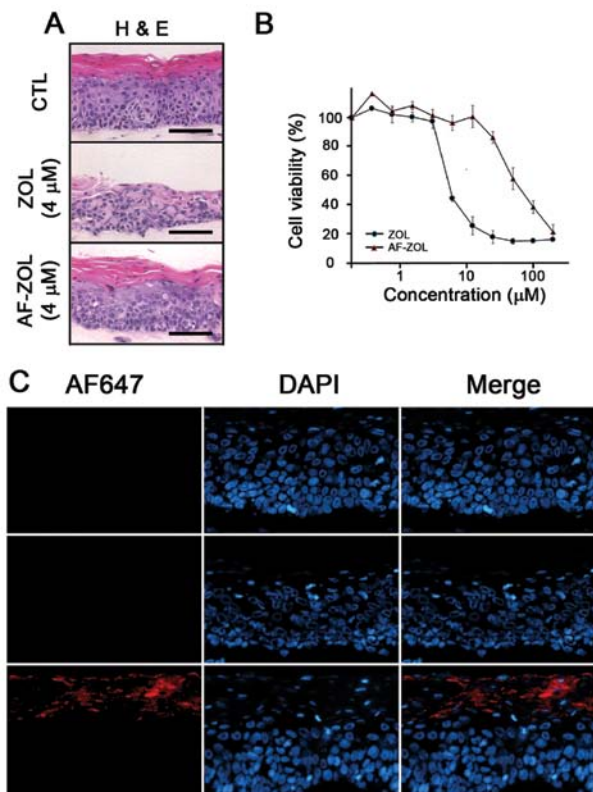 A
H & E
CTL
ZOL
(4 μM)
AF-ZOL
(4 μM)
B
Cell viability (%)
100
80
60
40
20
0
1
10
100
ZOL
AF-ZOL
Concentration (μM)
C
AF647
DAPI
Merge